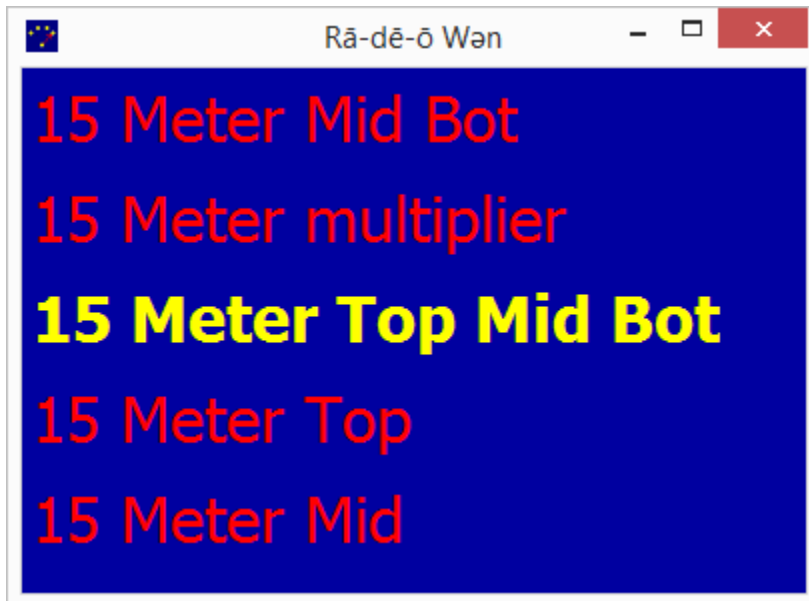 Rā-dē-ō Wən
15 Meter Mid Bot
15 Meter multiplier
15 Meter Top Mid Bot
15 Meter Top
15 Meter Mid